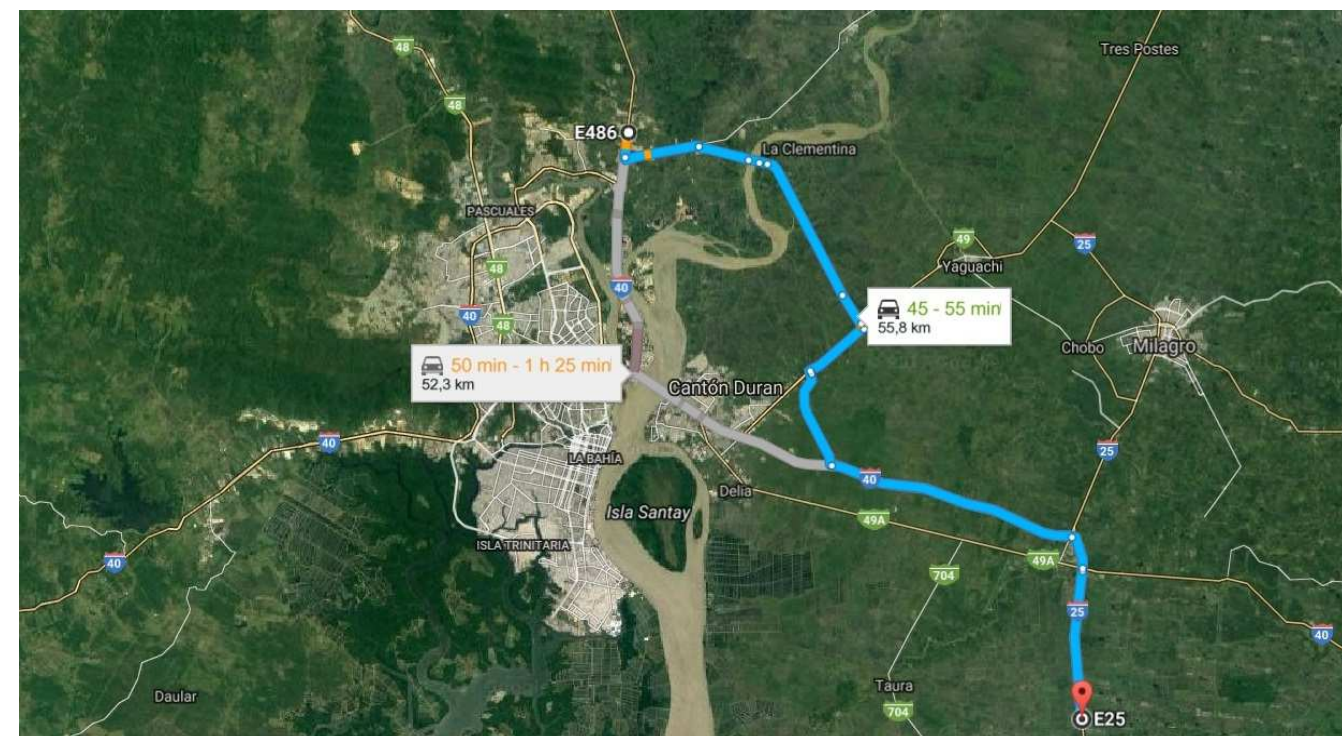 48
Tres Postes
48
E486
La Clementina
PASCUALES
49
25
Yaguachi
48
40
45 - 55 min
55,8 km
40
48
Chobo
Milagro
50 min - 1 h 25 min
52,3 km
Cantón Duran
40
25
LA BAHÍA
40
Delia
Isla Santay
49A
ISLA TRINITARIA
49A
40
704
25
40
Taura
Daular
704
E25